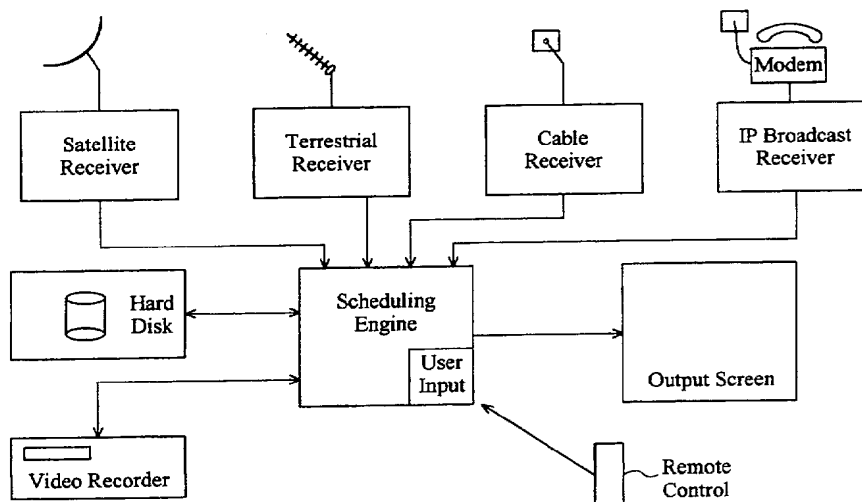 Modem
Satellite
Receiver
Terrestrial
Receiver
Cable
Receiver
IP Broadcast
Receiver
Hard
Disk
Scheduling
Engine
User
Input
Output Screen
Video Recorder
Remote
Control